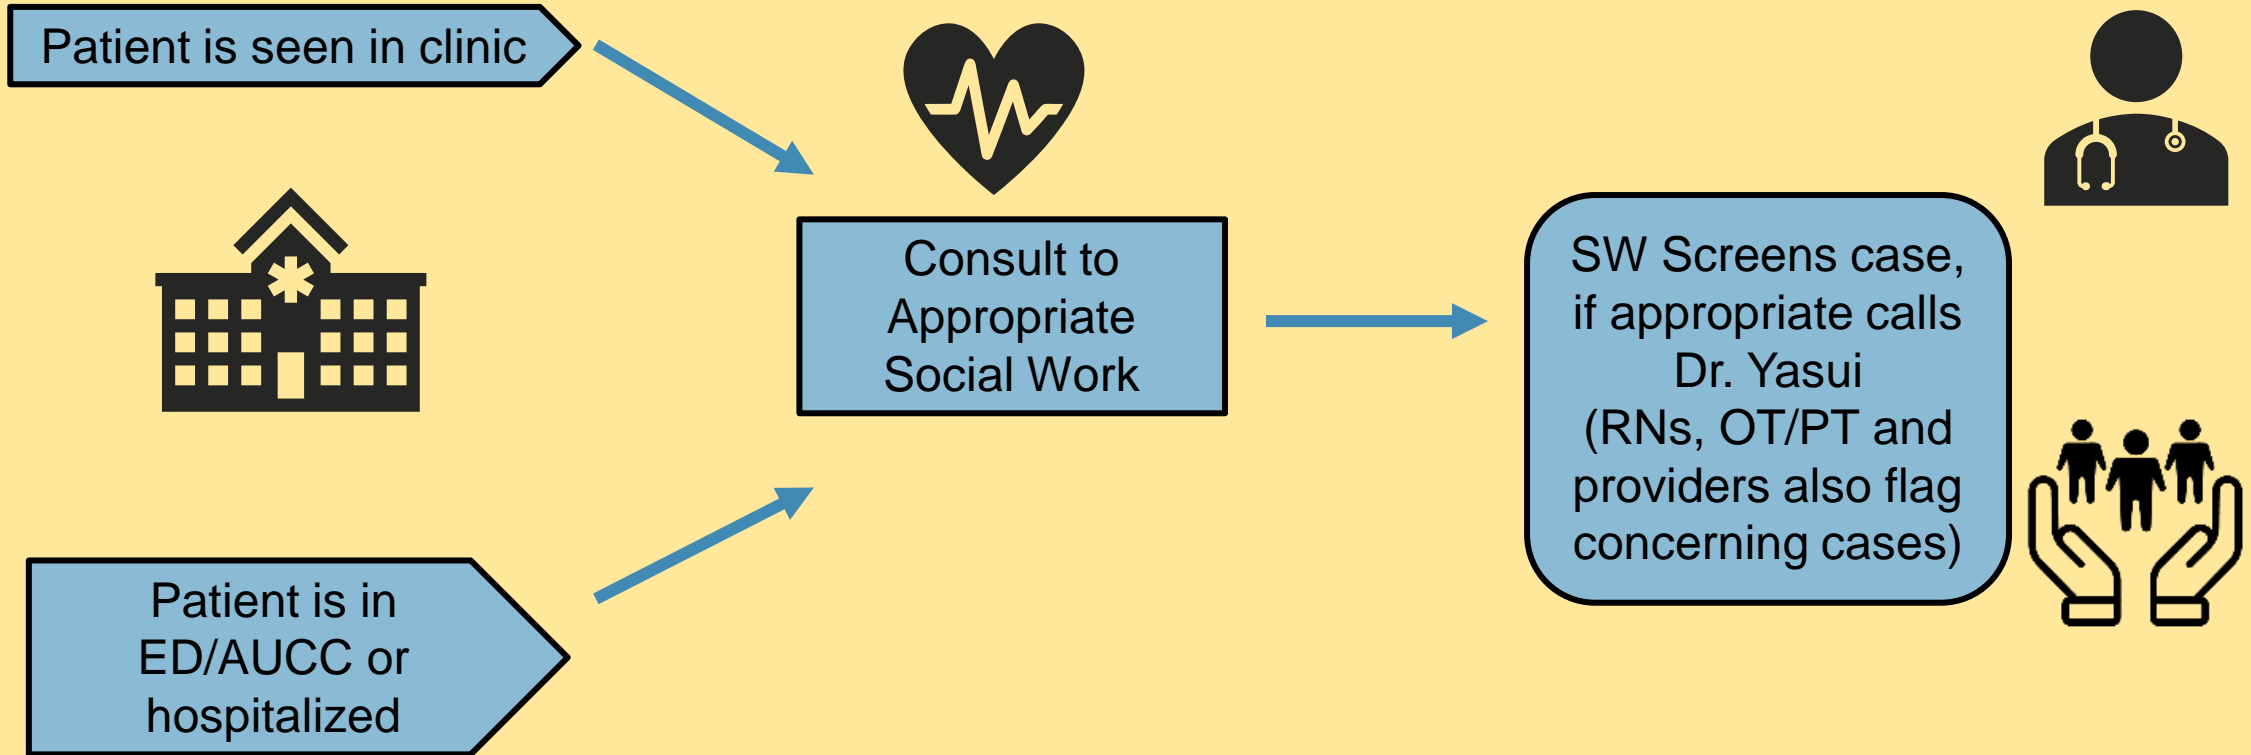 Patient is seen in clinic
Consult to
Appropriate
Social Work
SW Screens case,
if appropriate calls
Dr. Yasui
(RNs, OT/PT and
providers also flag
concerning cases)
Patient is in
ED/AUCC or
hospitalized